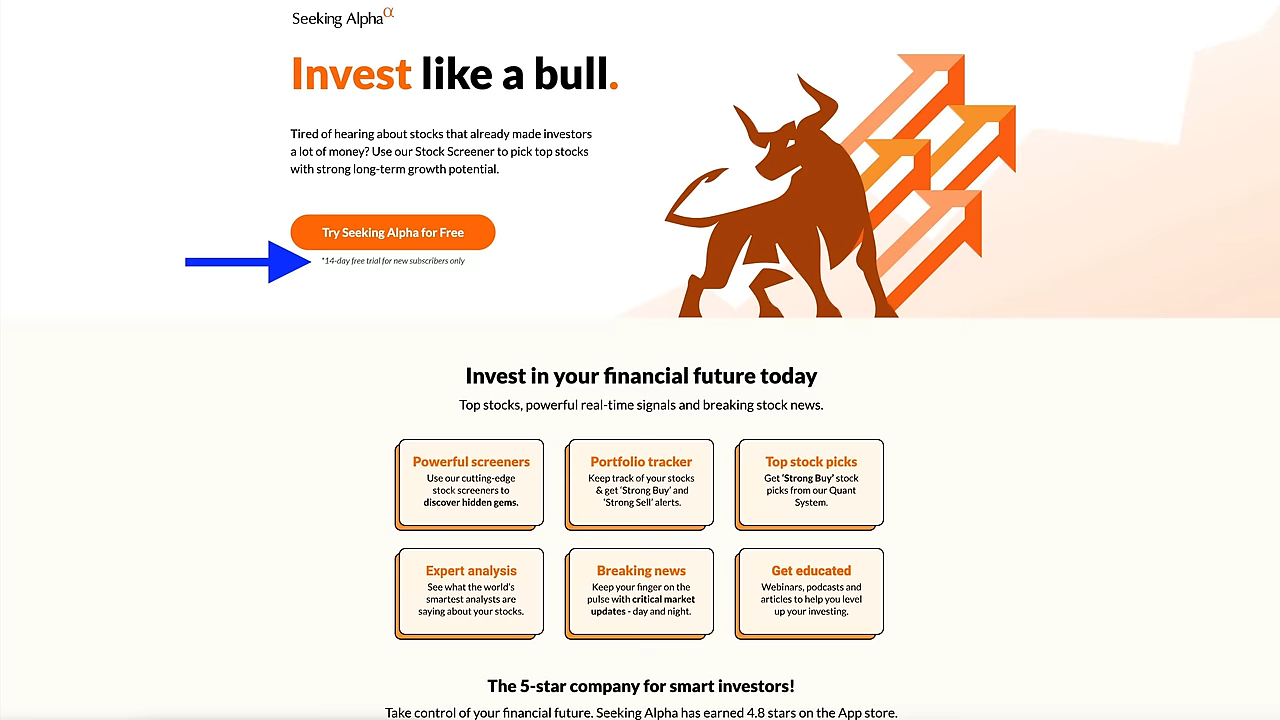 Seeking Alphaα
Invest like a bull.
Tired of hearing about stocks that already made investors
a lot of money? Use our Stock Screener to pick top stocks
with strong long-term growth potential.
Try Seeking Alpha for Free
*14-day free trial for new subscribers only
Invest in your financial future today
Top stocks, powerful real-time signals and breaking stock news.
Powerful screeners
Use our cutting-edge
stock screeners to
discover hidden gems.
Portfolio tracker
Keep track of your stocks
& get ‘Strong Buy’ and
‘Strong Sell’ alerts.
Top stock picks
Get ‘Strong Buy’ stock
picks from our Quant
System.
Expert analysis
See what the world’s
smartest analysts are
saying about your stocks.
Breaking news
Keep your finger on the
pulse with critical market
updates - day and night.
Get educated
Webinars, podcasts and
articles to help you level
up your investing.
The 5-star company for smart investors!
Take control of your financial future. Seeking Alpha has earned 4.8 stars on the App store.